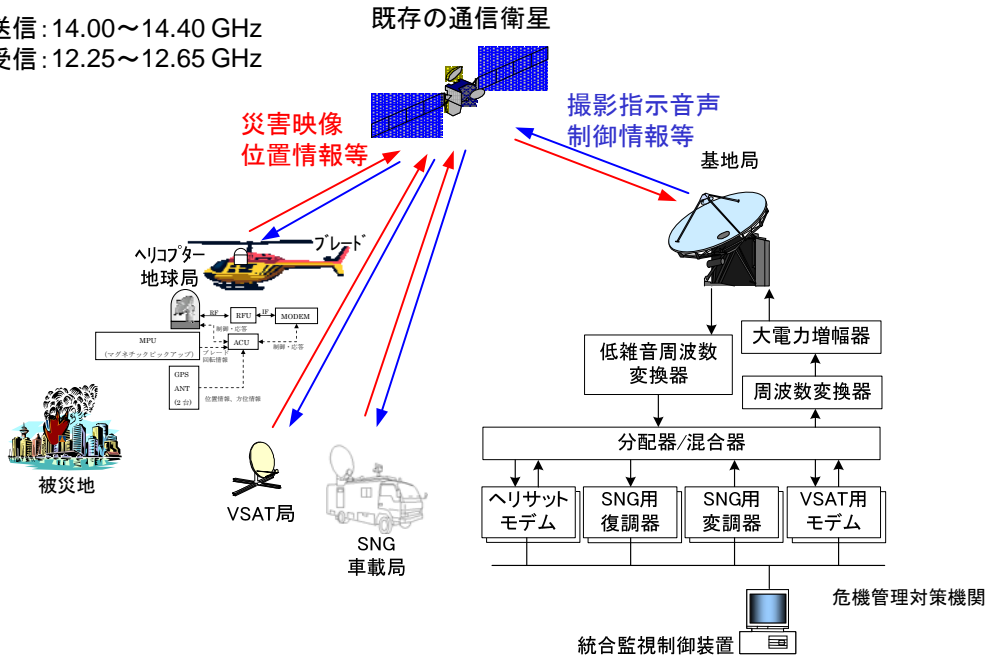 送信:14.00～14.40 GHz
受信:12.25～12.65 GHz
既存の通信衛星
災害映像
位置情報等
撮影指示音声
制御情報等
基地局
ヘリコプター
地球局
ブレード
RF
RFU
IF
MODEM
制御・応答
ACU
制御・応答
MPU
(マグネチックピックアップ)
ブレード
回転情報
GPS
ANT
(2 台)
位置情報、方位情報
被災地
VSAT局
SNG
車載局
低雑音周波数
変換器
大電力増幅器
周波数変換器
分配器/混合器
ヘリサット
モデム
SNG用
復調器
SNG用
変調器
VSAT用
モデム
危機管理対策機関
統合監視制御装置